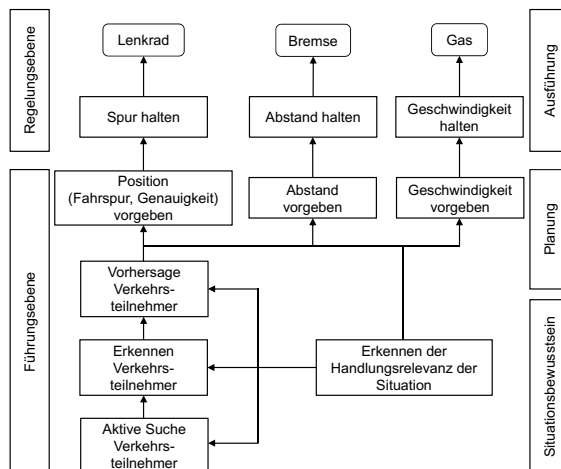 Regelungsebene
Lenkrad
Bremse
Gas
Ausführung
Spur halten
Abstand halten
Geschwindigkeit
halten
Führungsebene
Position
(Fahrspur, Genauigkeit)
vorgeben
Abstand
vorgeben
Geschwindigkeit
vorgeben
Planung
Vorhersage
Verkehrs-
teilnehmer
Erkennen
Verkehrs-
teilnehmer
Erkennen der
Handlungsrelevanz der
Situation
Situationsbewusstsein
Aktive Suche
Verkehrs-
teilnehmer